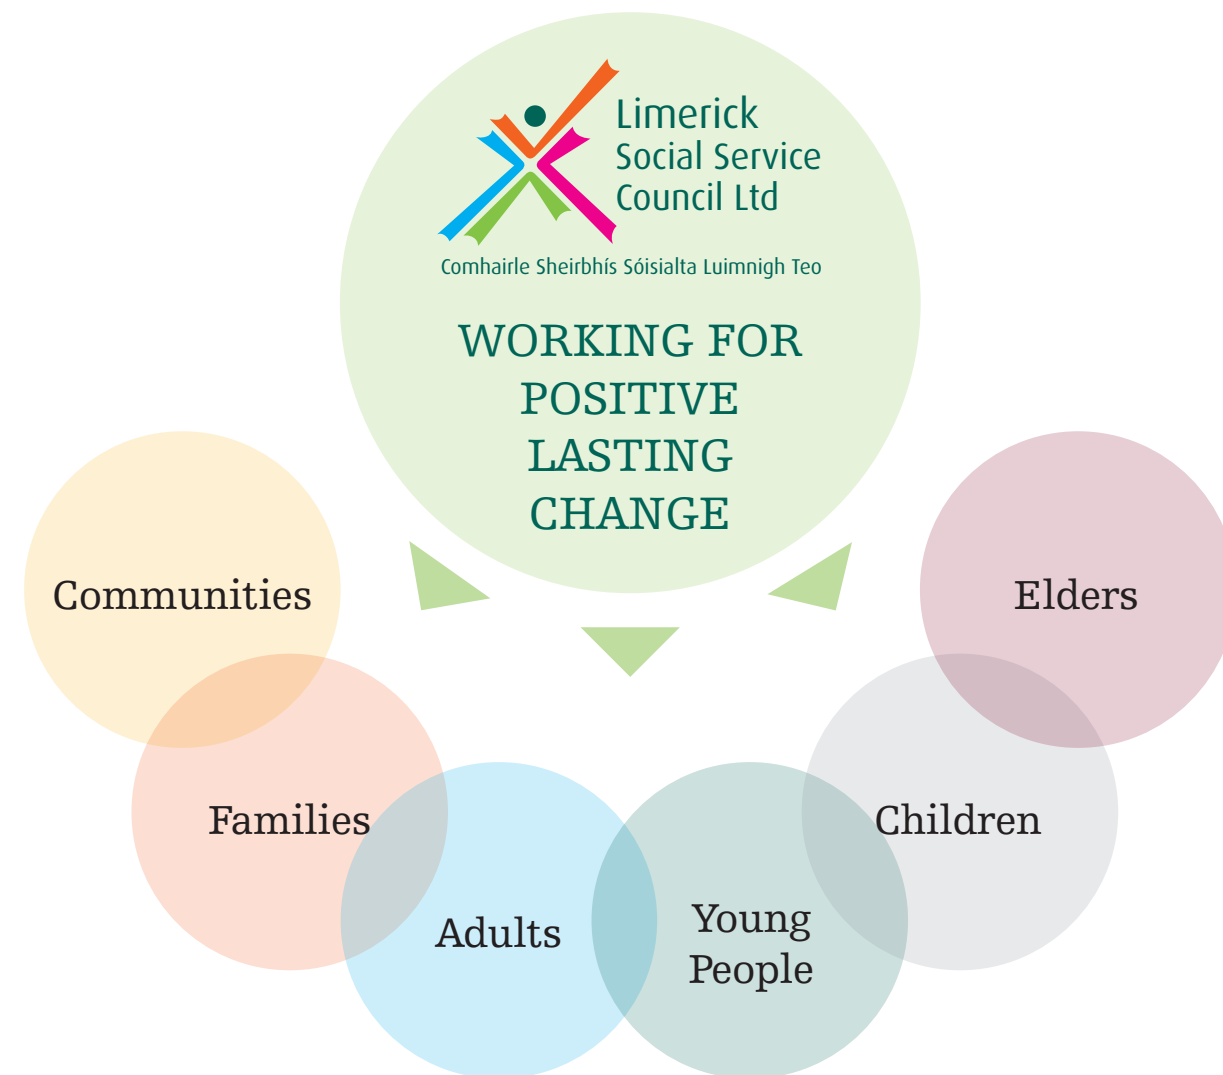 Limerick
Social Service
Council Ltd
Comhairle Sheirbhís Sóisialta Luimnigh Teo
WORKING FOR
POSITIVE
LASTING
CHANGE
Communities
Families
Adults
Young
People
Children
Elders